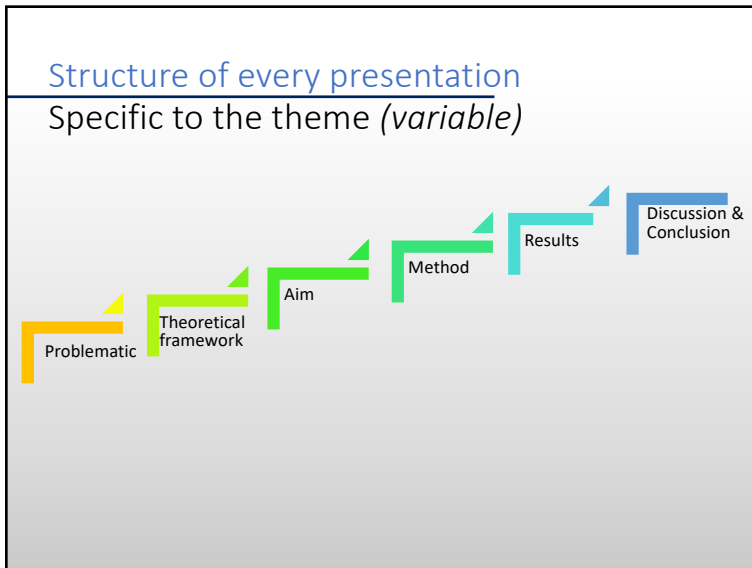 Structure of every presentation
Specific to the theme (variable)
Problematic
Theoretical
framework
Aim
Method
Results
Discussion &
Conclusion